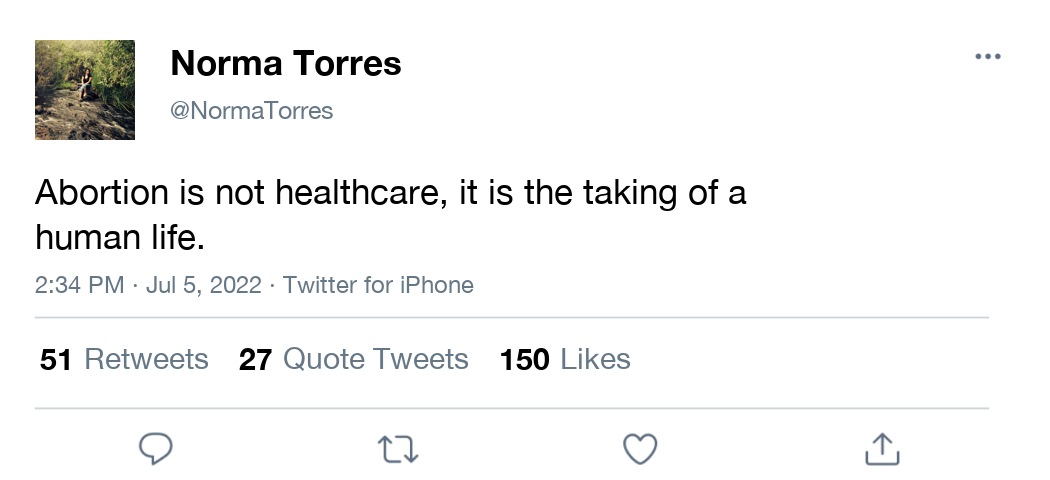 Norma Torres
@NormaTorres
Abortion is not healthcare, it is the taking of a
human life.
2:34 PM · Jul 5, 2022 · Twitter for iPhone
51 Retweets 27 Quote Tweets 150 Likes